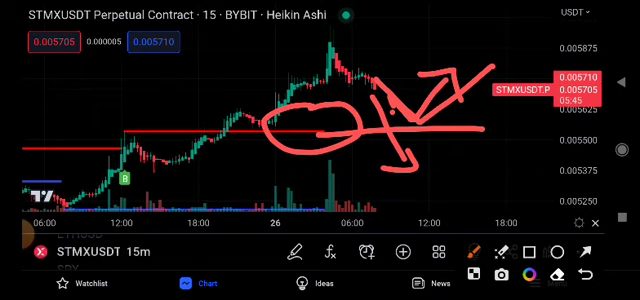 STMXUSDT Perpetual Contract · 15 · BYBIT · Heikin Ashi
USDT
0.005705
0.000005
0.005710
0.005875
0.005710
STMXUSDT.P
0.005705
05:45
0.005625
0.005500
0.005375
0.005250
B
06:00
12:00
18:00
26
06:00
12:00
18:00
STMXUSDT 15m
Watchlist
Chart
Ideas
News
Menu